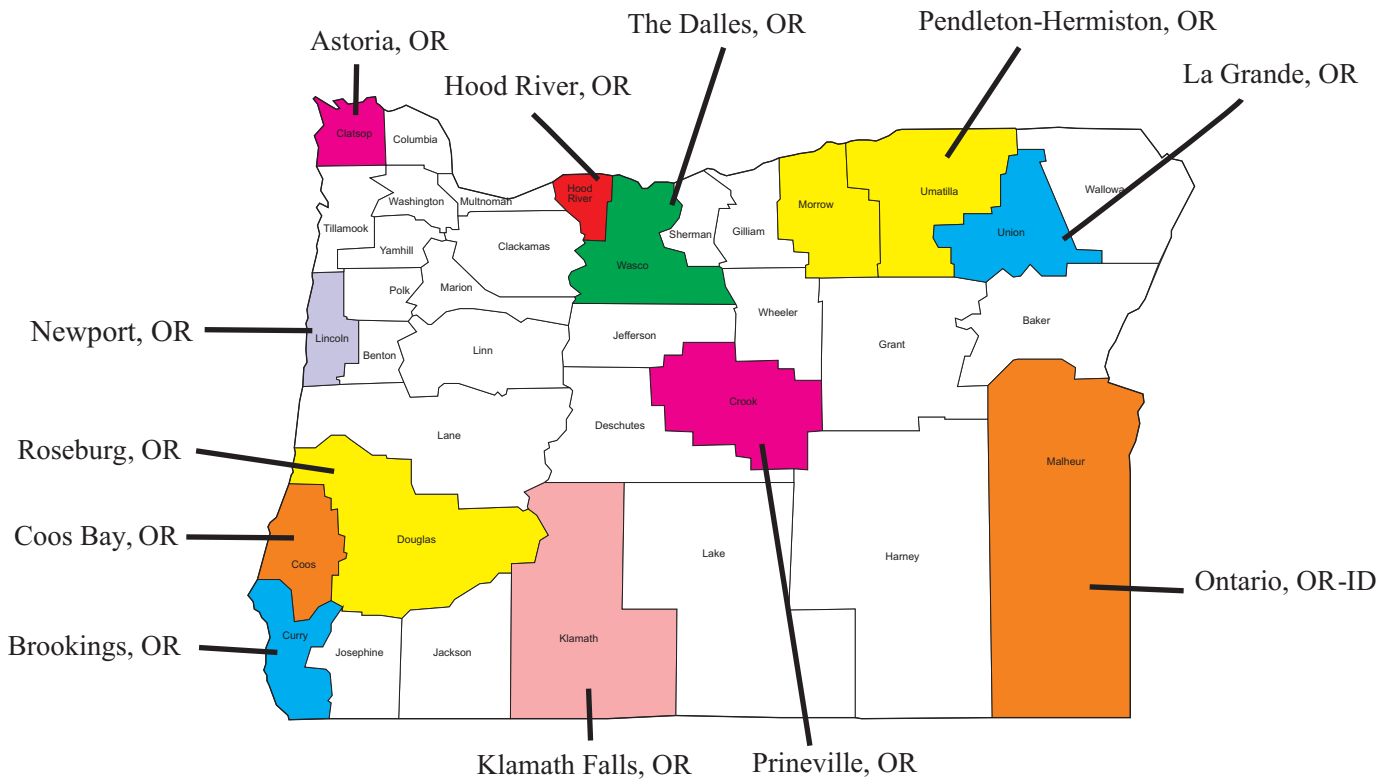 The Dalles, OR
Pendleton-Hermiston, OR
Astoria, OR
Hood River, OR
La Grande, OR
Clatsop
Columbia
Hood
River
Umatilla
Wallowa
Washington
Multnoman
Morrow
Tillamook
Sherman
Gilliam
Union
Yamhill
Clackamas
Wasco
Polk
Marion
Newport, OR
Lincoln
Jefferson
Wheeler
Baker
Benton
Linn
Grant
Crook
Roseburg, OR
Lane
Deschutes
Malheur
Coos Bay, OR
Douglas
Coos
Lake
Harney
Ontario, OR-ID
Brookings, OR
Curry
Josephine
Jackson
Klamath
Klamath Falls, OR
Prineville, OR